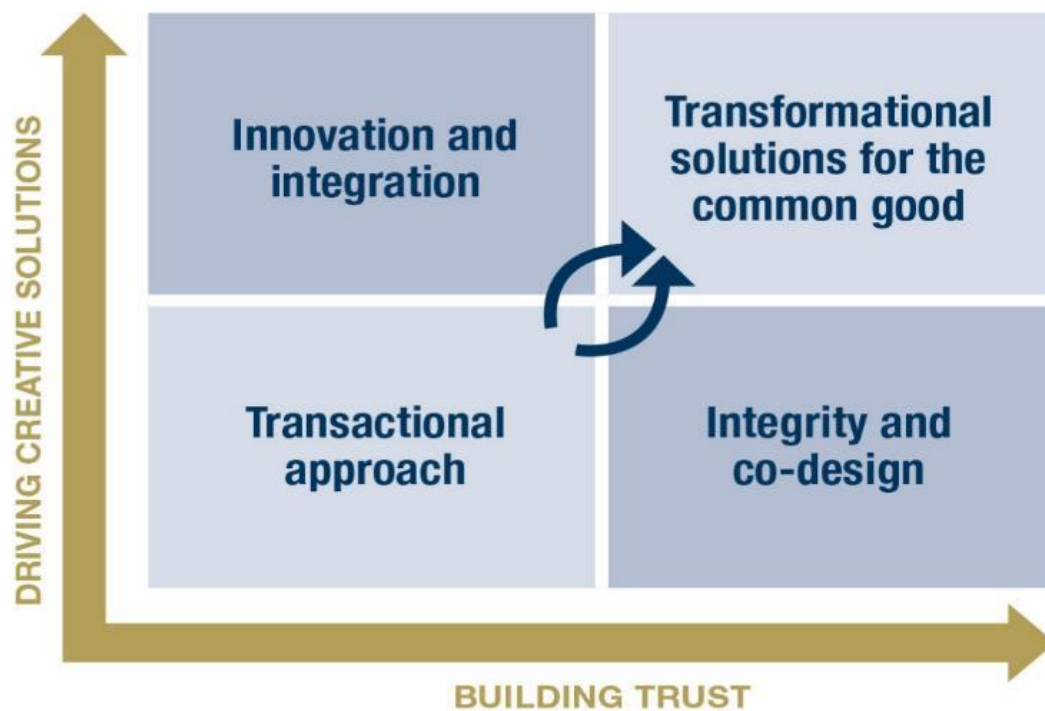 DRIVING CREATIVE SOLUTIONS
Innovation and
integration
Transformational
solutions for the
common good
Transactional
approach
Integrity and
co-design
BUILDING TRUST